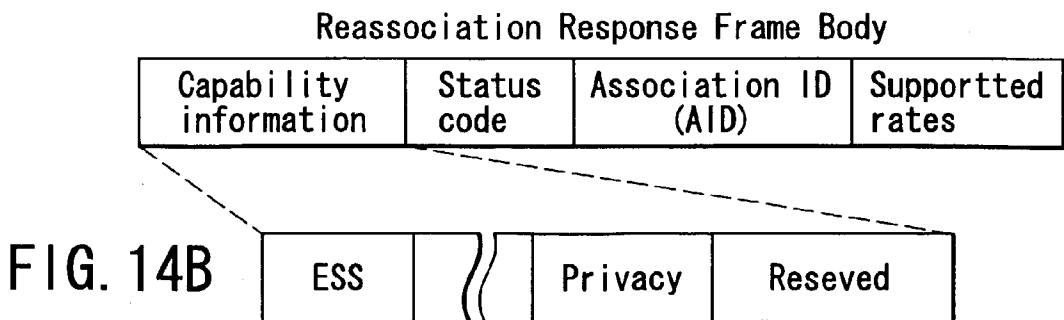 Reassociation Response Frame Body
Capability information
Status code
Association ID (AID)
Supportted rates
FIG. 14B
ESS
Privacy
Reseved